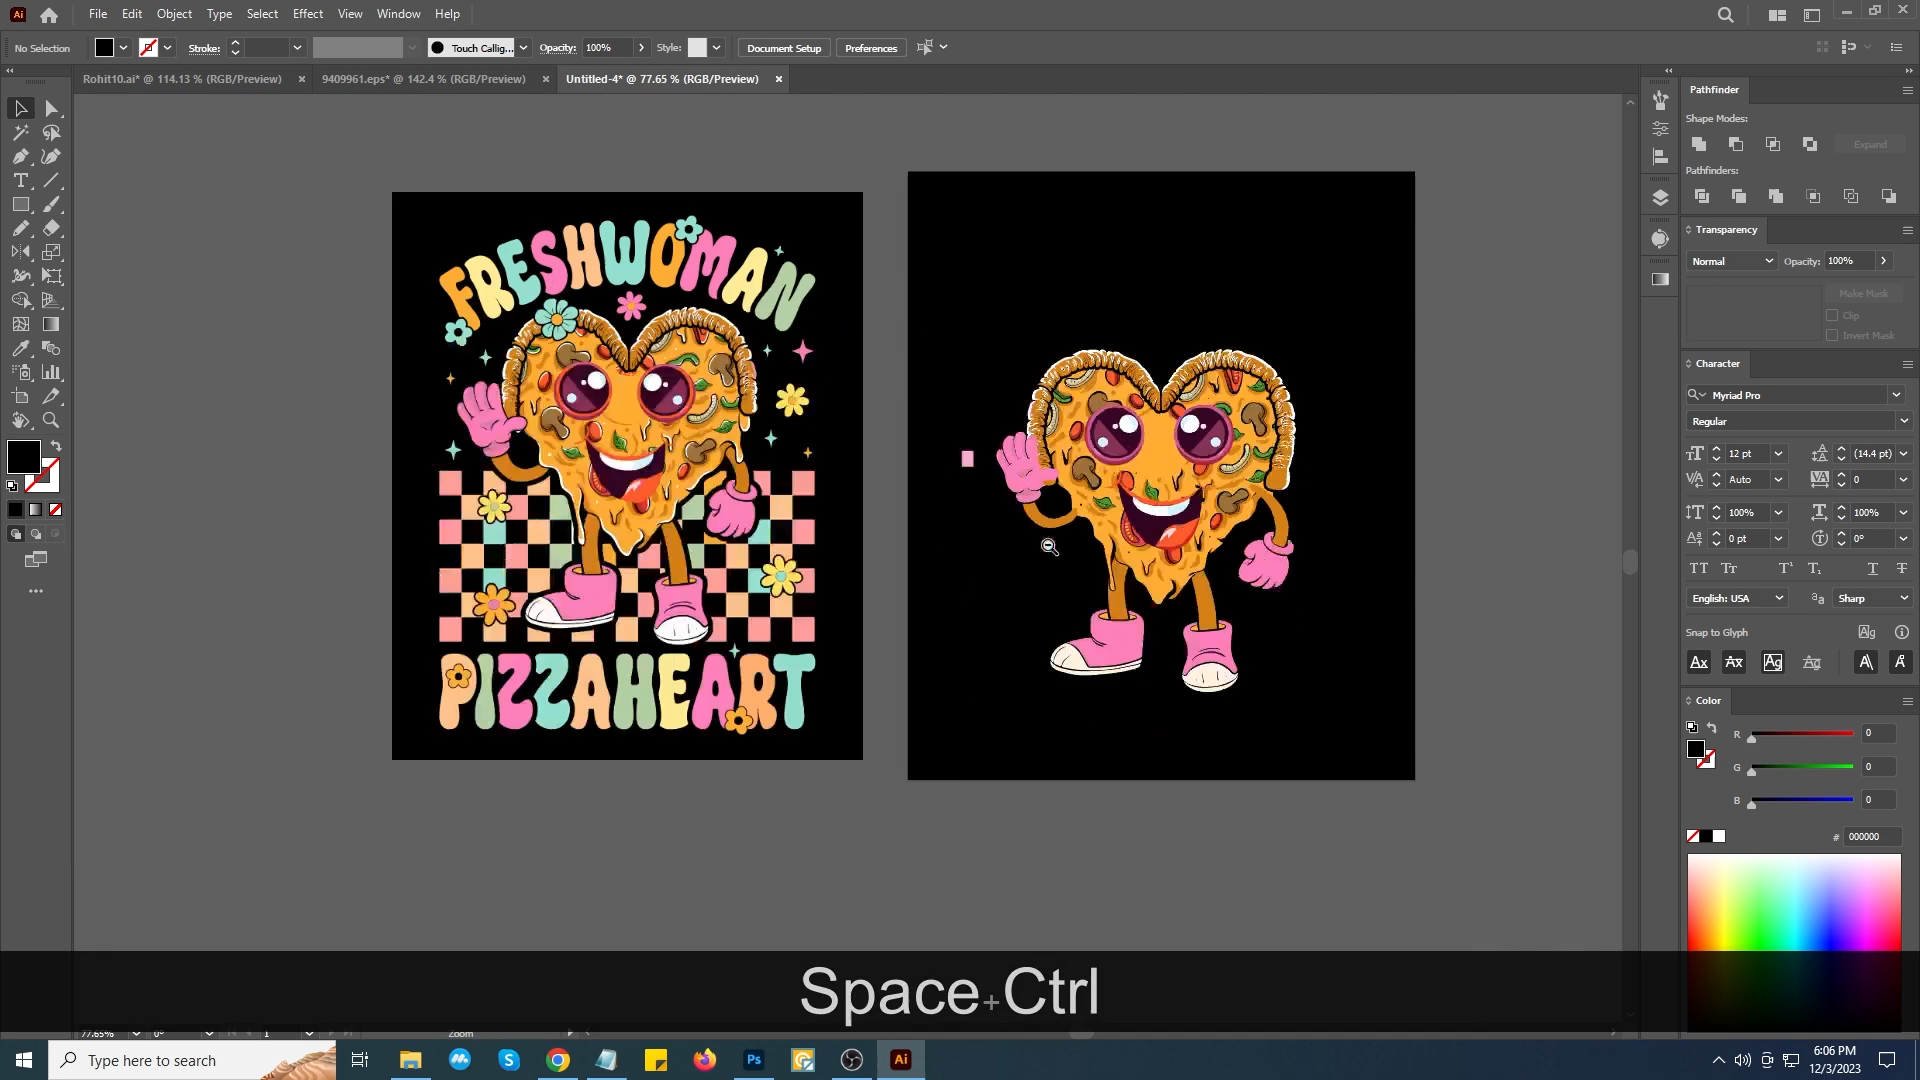 Ai File Edit Object Type Select Effect View Window Help
No Selection Stroke: Touch Callig... Opacity: 100% Style: Document Setup Preferences
Rohit10.ai* @ 114.13 % (RGB/Preview) × 9409961.eps* @ 142.4 % (RGB/Preview) × Untitled-4* @ 77.65 % (RGB/Preview) ×
Pathfinder
Shape Modes:
Expand
Pathfinders:
Transparency
Normal Opacity: 100%
Make Mask
Clip
Invert Mask
Character
Myriad Pro
Regular
12 pt (14.4 pt)
Auto 0
100% 100%
0 pt 0°
English: USA Sharp
Snap to Glyph
Color
R 0
G 0
B 0
# 000000
FRESHWOMAN
PIZZAHEART
Space+Ctrl
77.65% 0° 1 Zoom
Type here to search
Ps
Ai
6:06 PM
12/3/2023